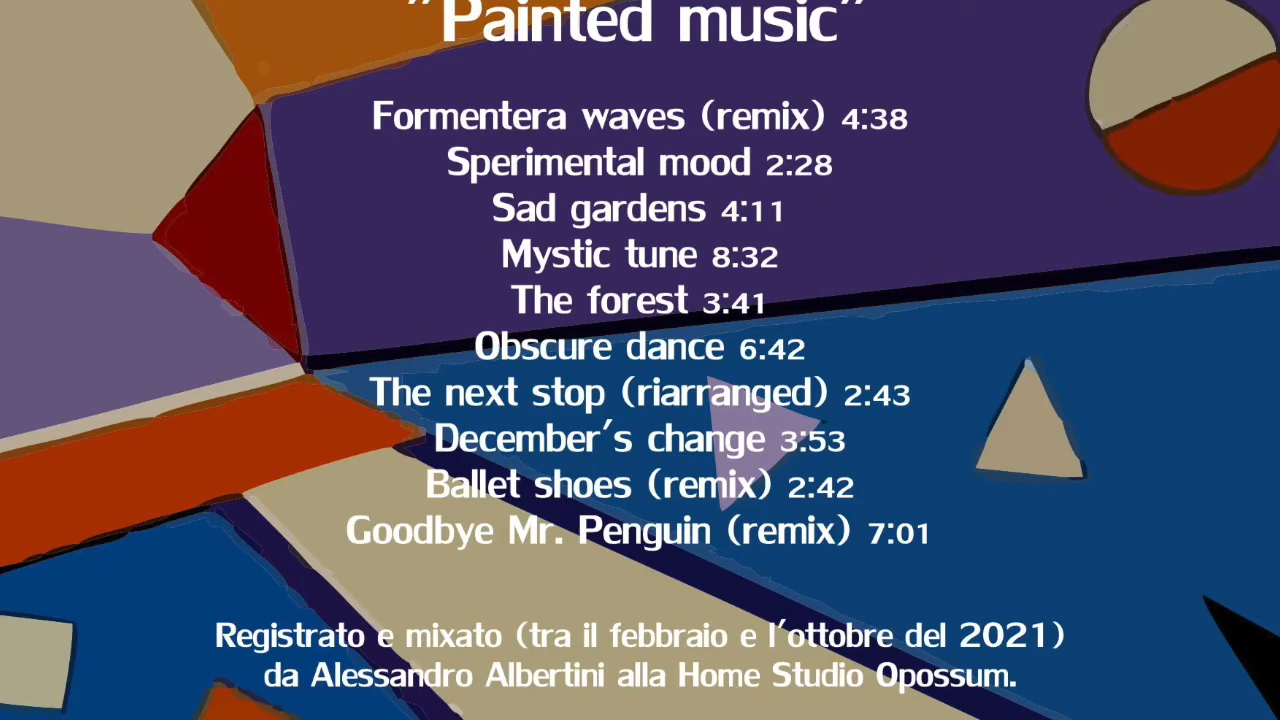 "Painted music"
Formentera waves (remix) 4:38
Sperimental mood 2:28
Sad gardens 4:11
Mystic tune 8:32
The forest 3:41
Obscure dance 6:42
The next stop (riarranged) 2:43
December's change 3:53
Ballet shoes (remix) 2:42
Goodbye Mr. Penguin (remix) 7:01
Registrato e mixato (tra il febbraio e l'ottobre del 2021)
da Alessandro Albertini alla Home Studio Opossum.